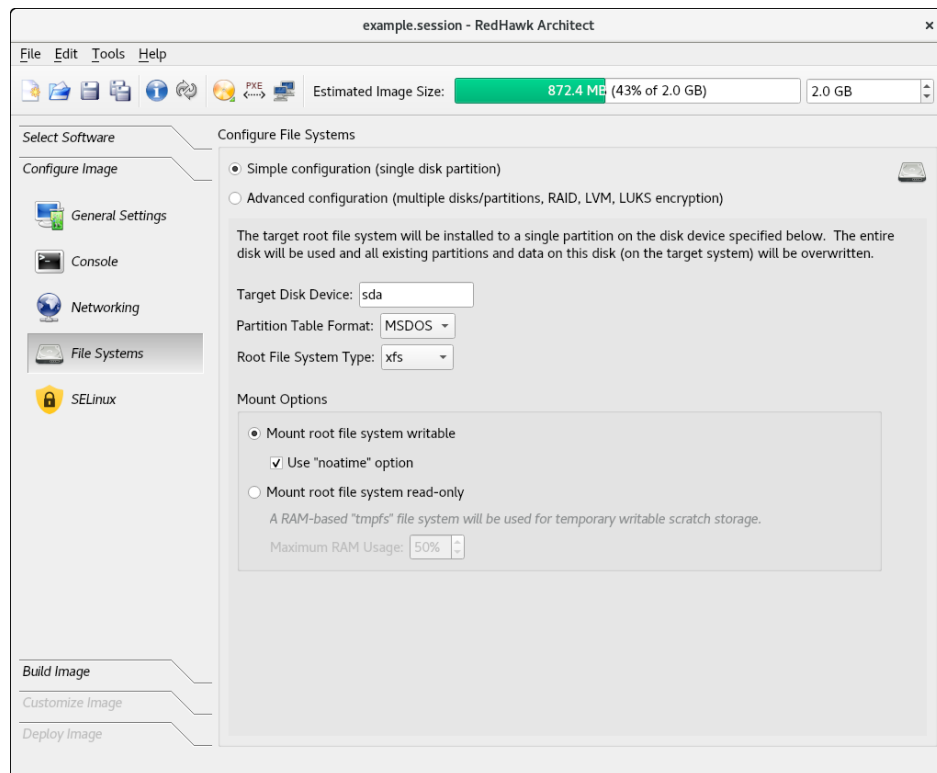 example.session - RedHawk Architect
×
File Edit Tools Help
PXE
Estimated Image Size:
872.4 MB (43% of 2.0 GB)
2.0 GB
Select Software
Configure Image
General Settings
Console
Networking
File Systems
SELinux
Build Image
Customize Image
Deploy Image
Configure File Systems
Simple configuration (single disk partition)
Advanced configuration (multiple disks/partitions, RAID, LVM, LUKS encryption)
The target root file system will be installed to a single partition on the disk device specified below. The entire
disk will be used and all existing partitions and data on this disk (on the target system) will be overwritten.
Target Disk Device: sda
Partition Table Format: MSDOS
Root File System Type: xfs
Mount Options
Mount root file system writable
Use "noatime" option
Mount root file system read-only
A RAM-based "tmpfs" file system will be used for temporary writable scratch storage.
Maximum RAM Usage: 50%